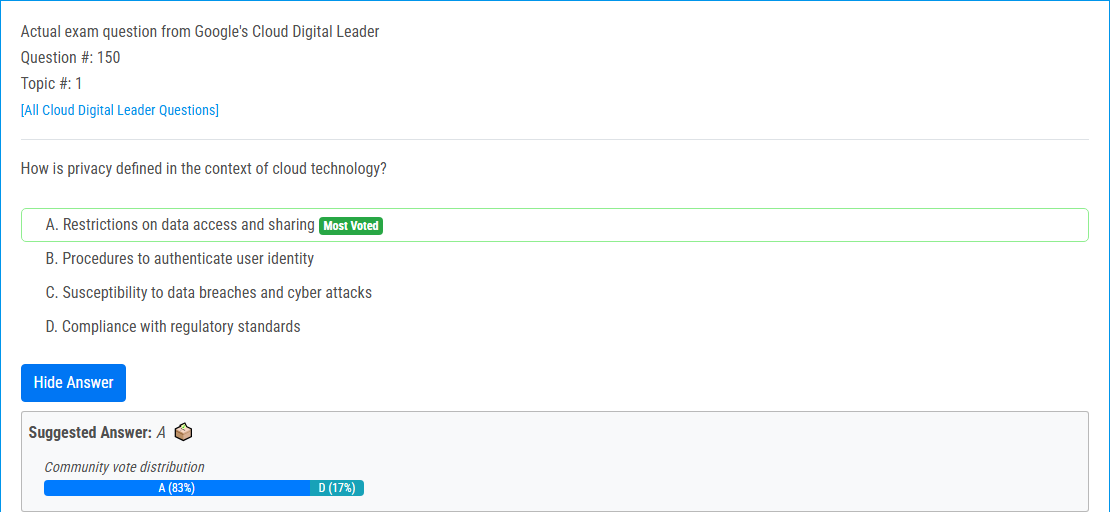 Actual exam question from Google's Cloud Digital Leader
Question #: 150
Topic #: 1
[All Cloud Digital Leader Questions]
How is privacy defined in the context of cloud technology?
A. Restrictions on data access and sharing Most Voted
B. Procedures to authenticate user identity
C. Susceptibility to data breaches and cyber attacks
D. Compliance with regulatory standards
Hide Answer
Suggested Answer: A
Community vote distribution
A (83%) D (17%)